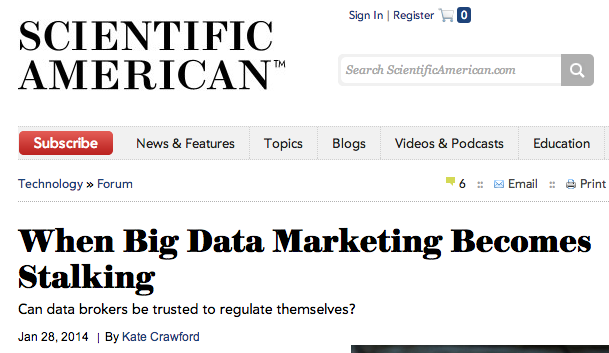 Sign In | Register 0
SCIENTIFIC
AMERICAN™
Search ScientificAmerican.com
Subscribe News & Features Topics Blogs Videos & Podcasts Education
Technology » Forum 6 :: Email :: Print
When Big Data Marketing Becomes
Stalking
Can data brokers be trusted to regulate themselves?
Jan 28, 2014 | By Kate Crawford